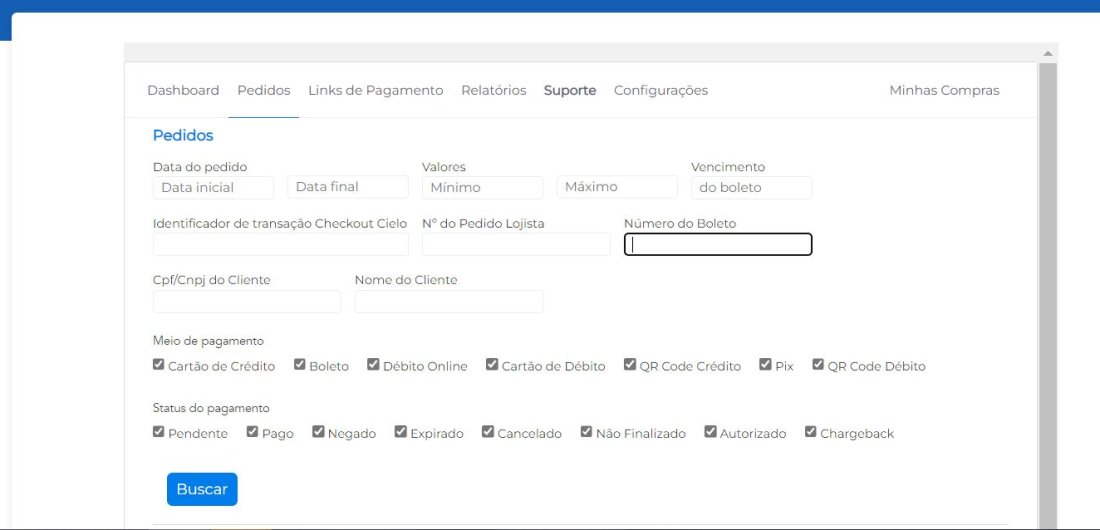 Dashboard Pedidos Links de Pagamento Relatórios Suporte Configurações Minhas Compras
Pedidos
Data do pedido Valores Vencimento
Data inicial Data final Mínimo Máximo do boleto
Identificador de transação Checkout Cielo Nº do Pedido Lojista Número do Boleto
Cpf/Cnpj do Cliente Nome do Cliente
Meio de pagamento
Cartão de Crédito Boleto Débito Online Cartão de Débito QR Code Crédito Pix QR Code Débito
Status do pagamento
Pendente Pago Negado Expirado Cancelado Não Finalizado Autorizado Chargeback
Buscar